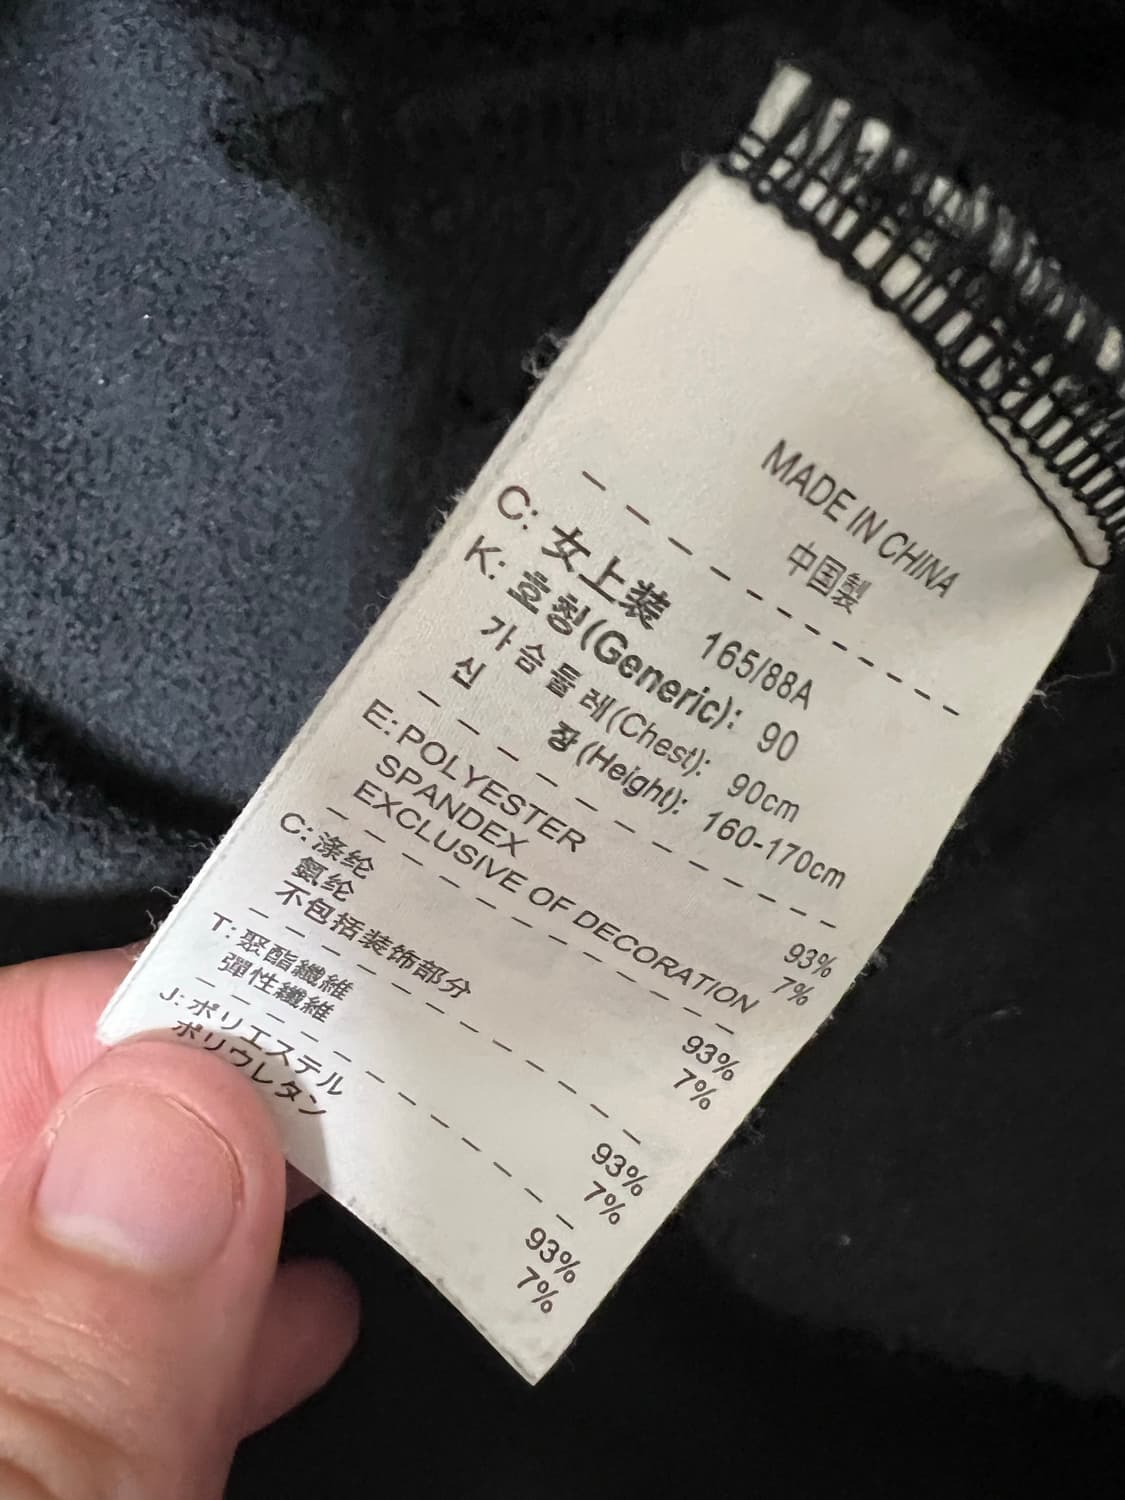 MADE IN CHINA
中国製
C: 女上装 165/88A
K: 호칭(Generic): 90
가슴둘레(Chest): 90cm
신 장(Height): 160-170cm
E: POLYESTER 93%
SPANDEX 7%
EXCLUSIVE OF DECORATION
C: 涤纶 93%
氨纶 7%
不包括装饰部分
T: 聚酯纖維 93%
彈性纖維 7%
J: ポリエステル 93%
ポリウレタン 7%